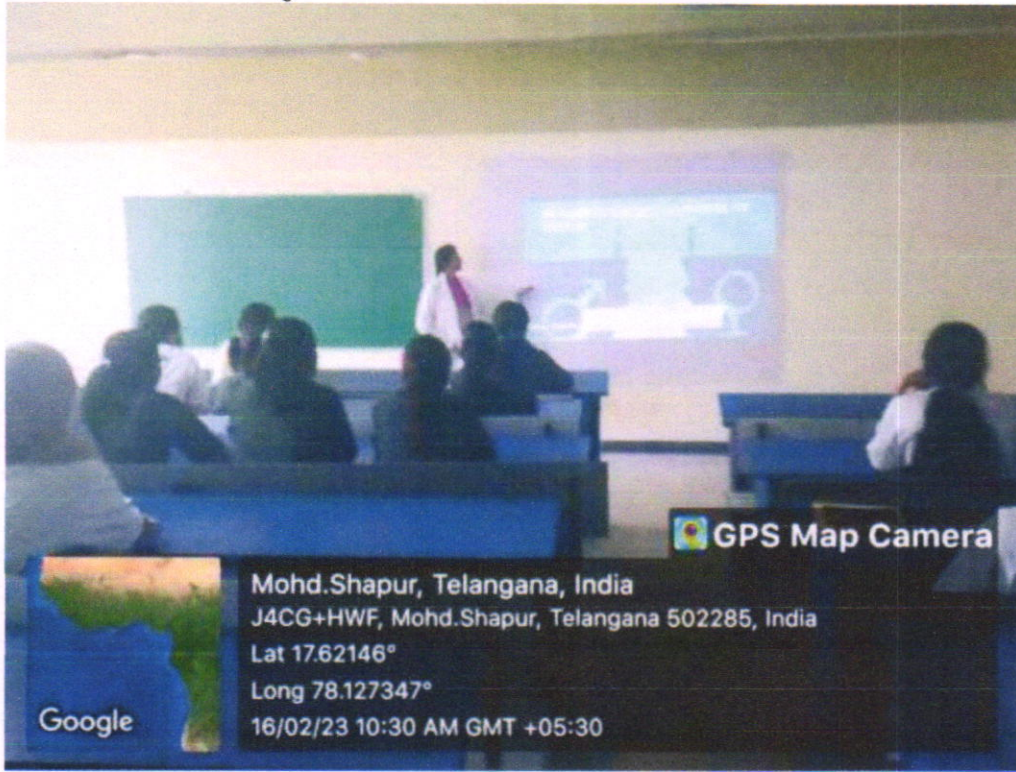 GPS Map Camera
Mohd.Shapur, Telangana, India
J4CG+HWF, Mohd.Shapur, Telangana 502285, India
Lat 17.62146°
Long 78.127347°
16/02/23 10:30 AM GMT +05:30
Google